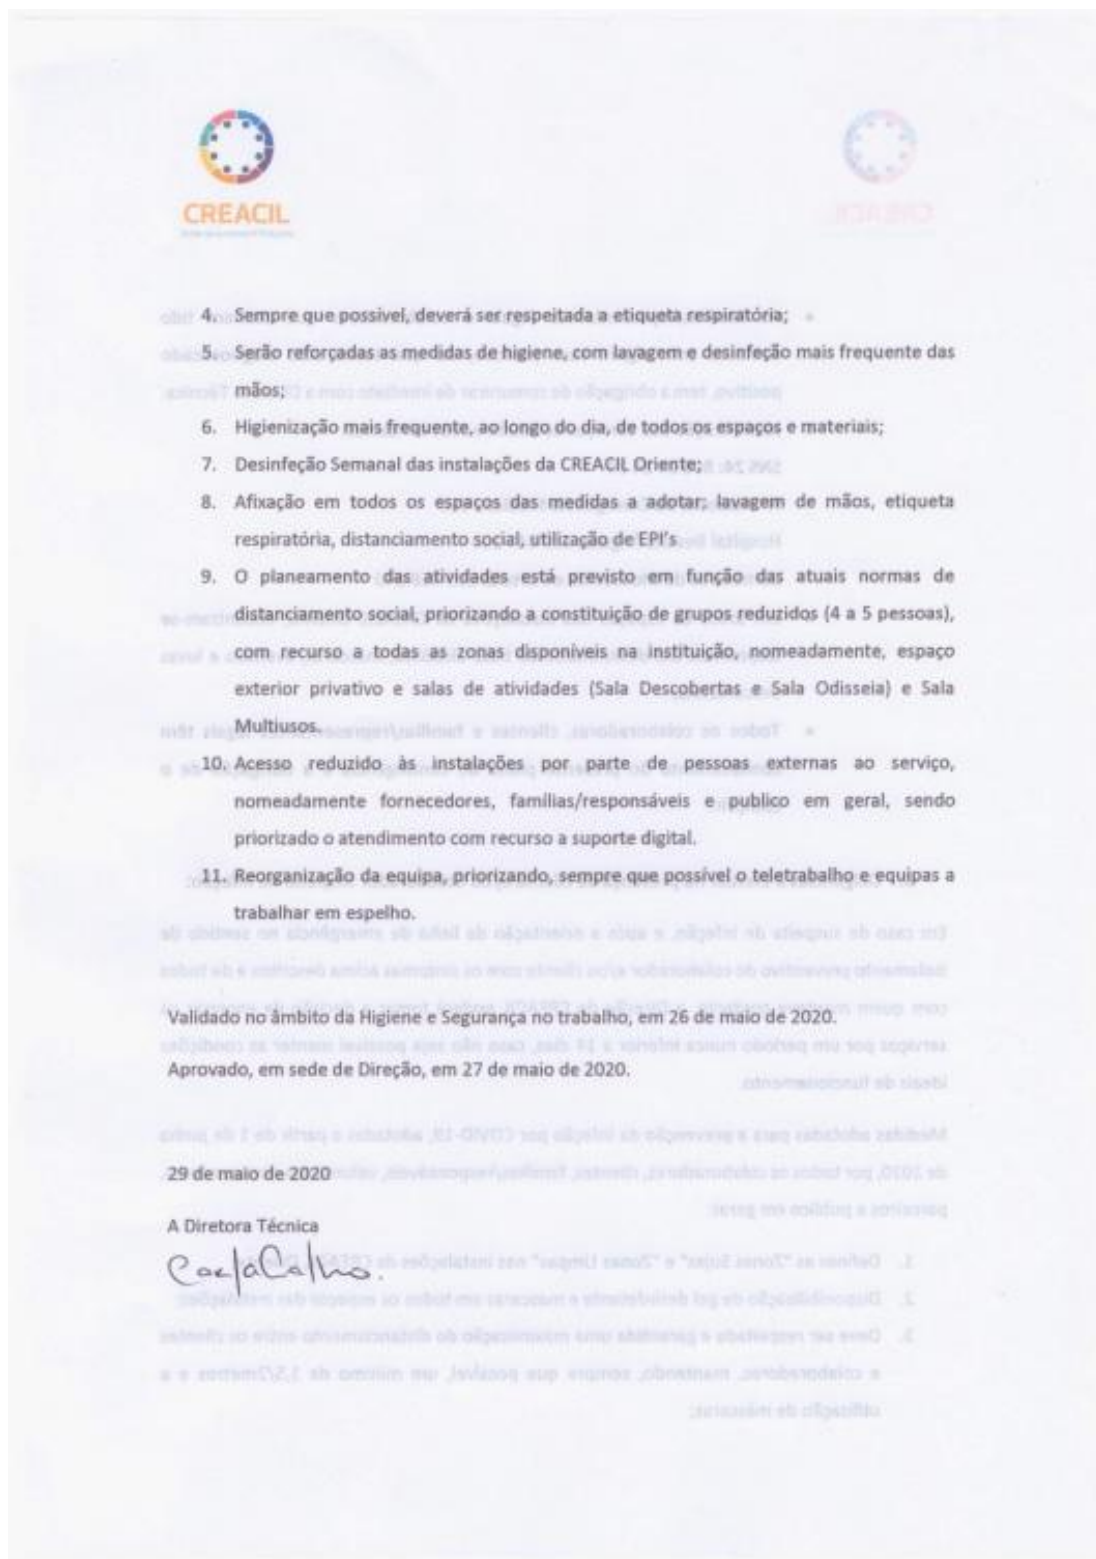 CREACIL
4. Sempre que possível, deverá ser respeitada a etiqueta respiratória;
5. Serão reforçadas as medidas de higiene, com lavagem e desinfeção mais frequente das
mãos;
6. Higienização mais frequente, ao longo do dia, de todos os espaços e materiais;
7. Desinfeção Semanal das instalações da CREACIL Oriente;
8. Afixação em todos os espaços das medidas a adotar: lavagem de mãos, etiqueta
respiratória, distanciamento social, utilização de EPI's
9. O planeamento das atividades está previsto em função das atuais normas de
distanciamento social, priorizando a constituição de grupos reduzidos (4 a 5 pessoas),
com recurso a todas as zonas disponíveis na instituição, nomeadamente, espaço
exterior privativo e salas de atividades (Sala Descobertas e Sala Odisseia) e Sala
Multiusos.
10. Acesso reduzido às instalações por parte de pessoas externas ao serviço,
nomeadamente fornecedores, famílias/responsáveis e publico em geral, sendo
priorizado o atendimento com recurso a suporte digital.
11. Reorganização da equipa, priorizando, sempre que possível o teletrabalho e equipas a
trabalhar em espelho.
Validado no âmbito da Higiene e Segurança no trabalho, em 26 de maio de 2020.
Aprovado, em sede de Direção, em 27 de maio de 2020.
29 de maio de 2020
A Diretora Técnica